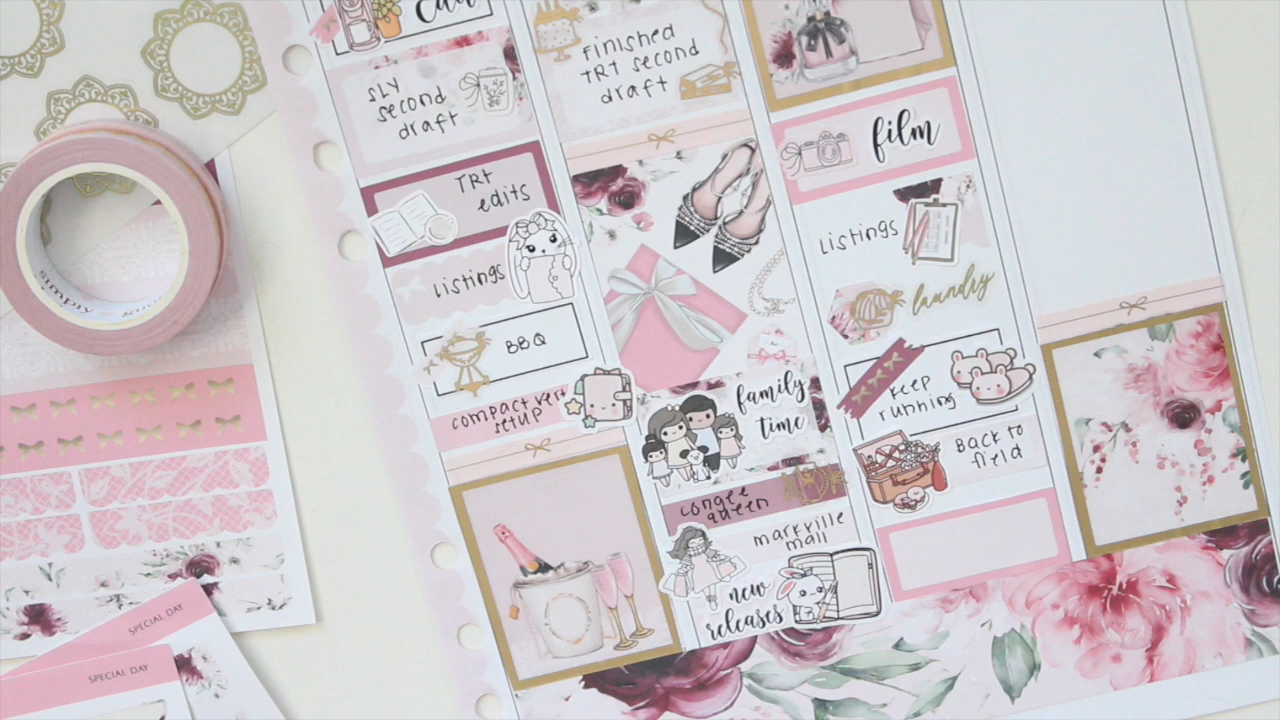 SLY
second
draft
TRT
edits
listings
BBQ
compact vert
setup
Finished
TRT second
draft
family
time
congee
queen
markville
mall
new
releases
film
Listings
laundry
keep
running
Back to
field
SPECIAL DAY
SPECIAL DAY
simply